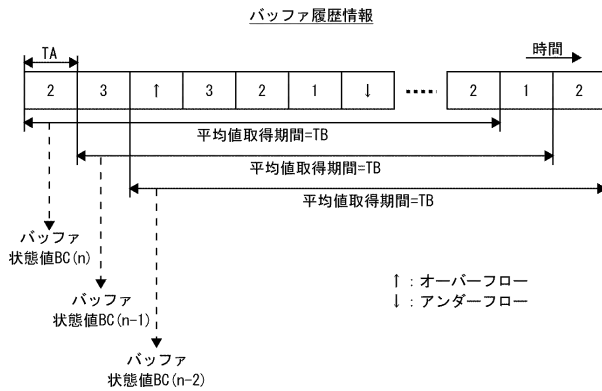 バッファ履歴情報
TA
時間
2 3 ↑ 3 2 1 ↓ ····· 2 1 2
平均値取得期間=TB
平均値取得期間=TB
平均値取得期間=TB
バッファ
状態値BC(n)
バッファ
状態値BC(n-1)
バッファ
状態値BC(n-2)
↑：オーバーフロー
↓：アンダーフロー